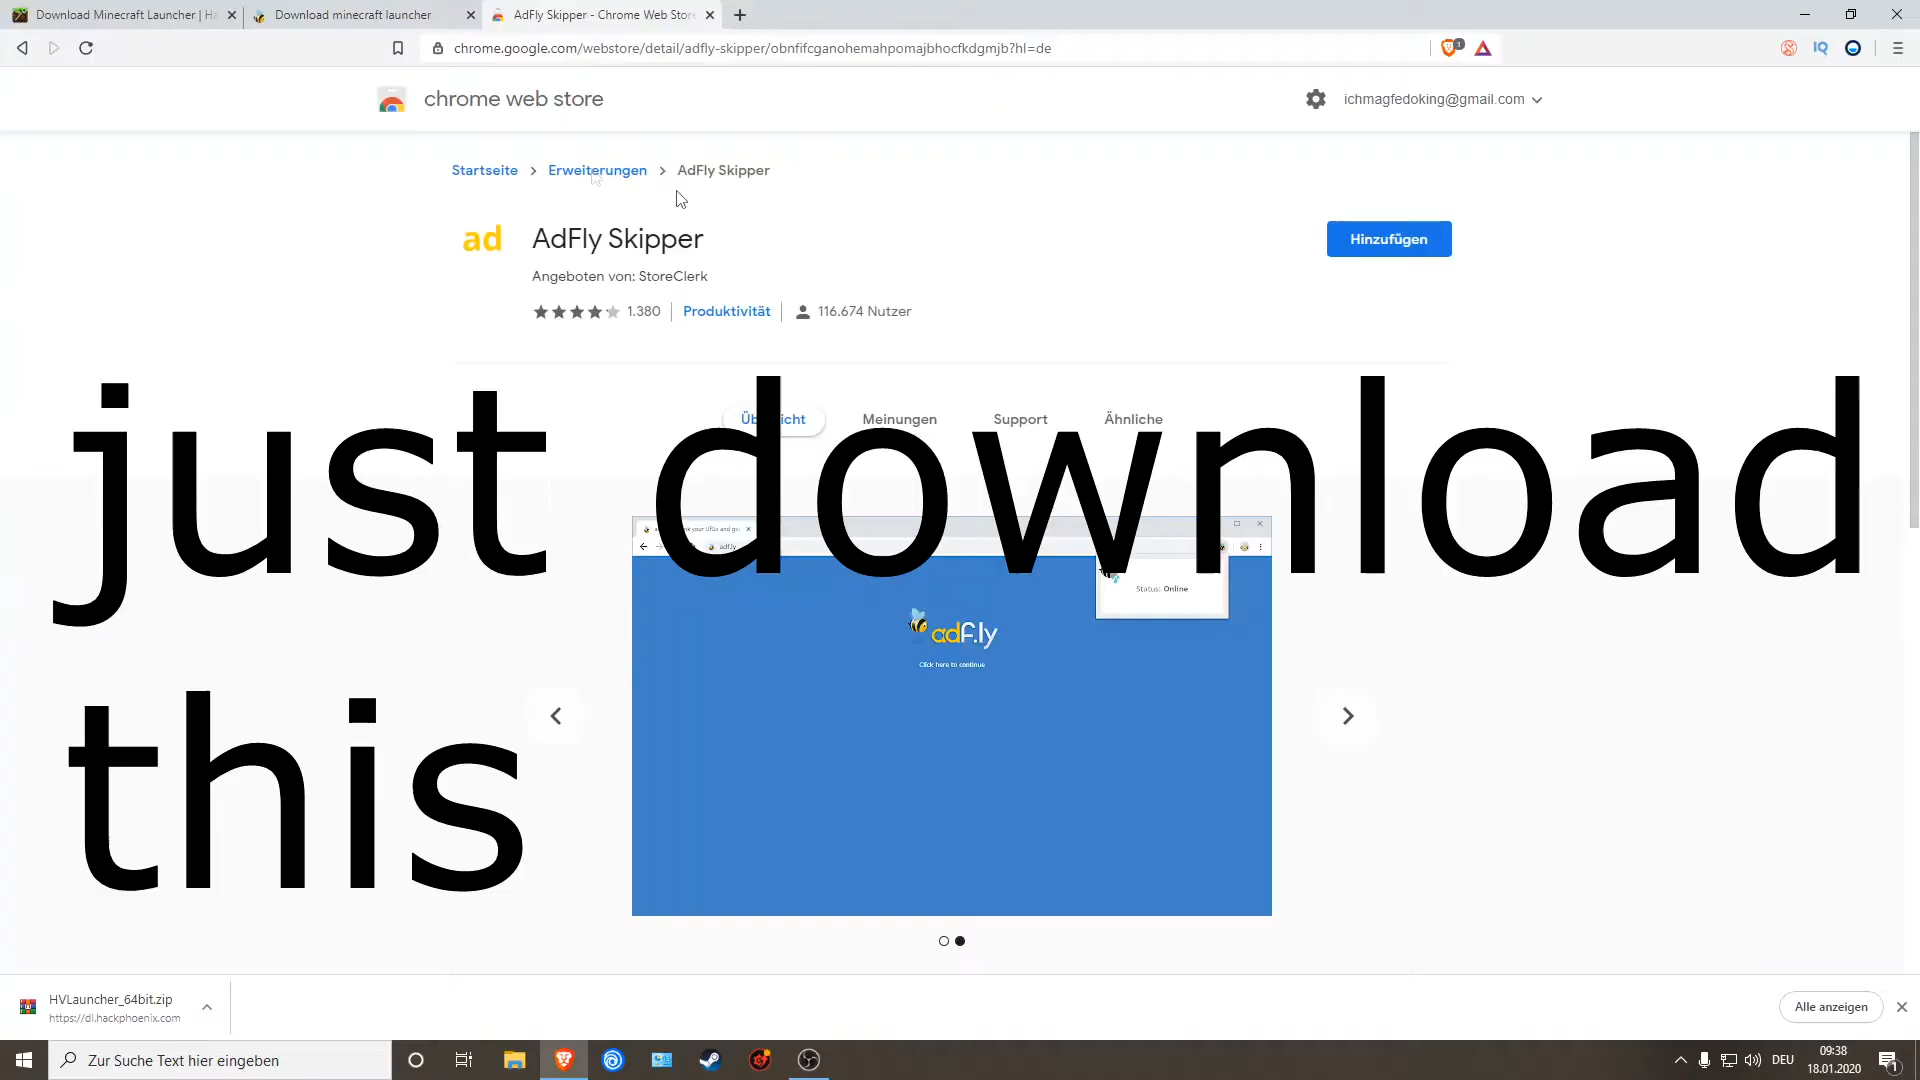 Download Minecraft Launcher | Ha
Download minecraft launcher
AdFly Skipper - Chrome Web Store
chrome.google.com/webstore/detail/adfly-skipper/obnfifcganohemahpomajbhocfkdgmjb?hl=de
1
IQ
chrome web store
ichmagfedoking@gmail.com
Startseite > Erweiterungen > AdFly Skipper
ad
AdFly Skipper
Hinzufügen
Angeboten von: StoreClerk
1.380
Produktivität
116.674 Nutzer
Meinungen
Support
Ähnliche
just download
this
Status: Online
adf.ly
Click here to continue
HVLauncher_64bit.zip
https://dl.hackphoenix.com
Alle anzeigen
Zur Suche Text hier eingeben
DEU
09:38
18.01.2020
1